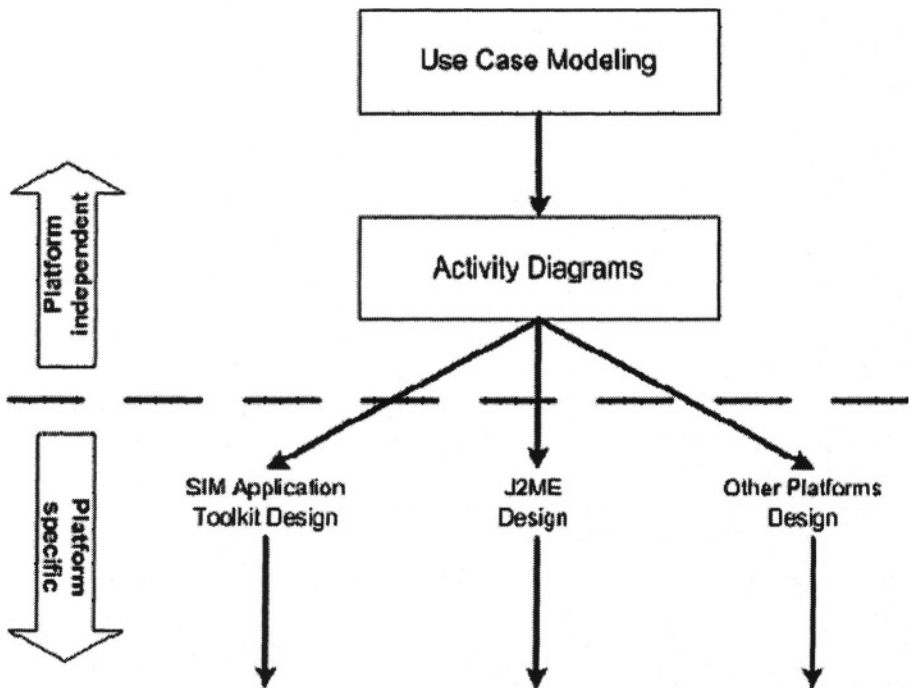 Use Case Modeling
Platform
independent
Activity Diagrams
SIM Application
Toolkit Design
J2ME
Design
Other Platforms
Design
Platform
specific